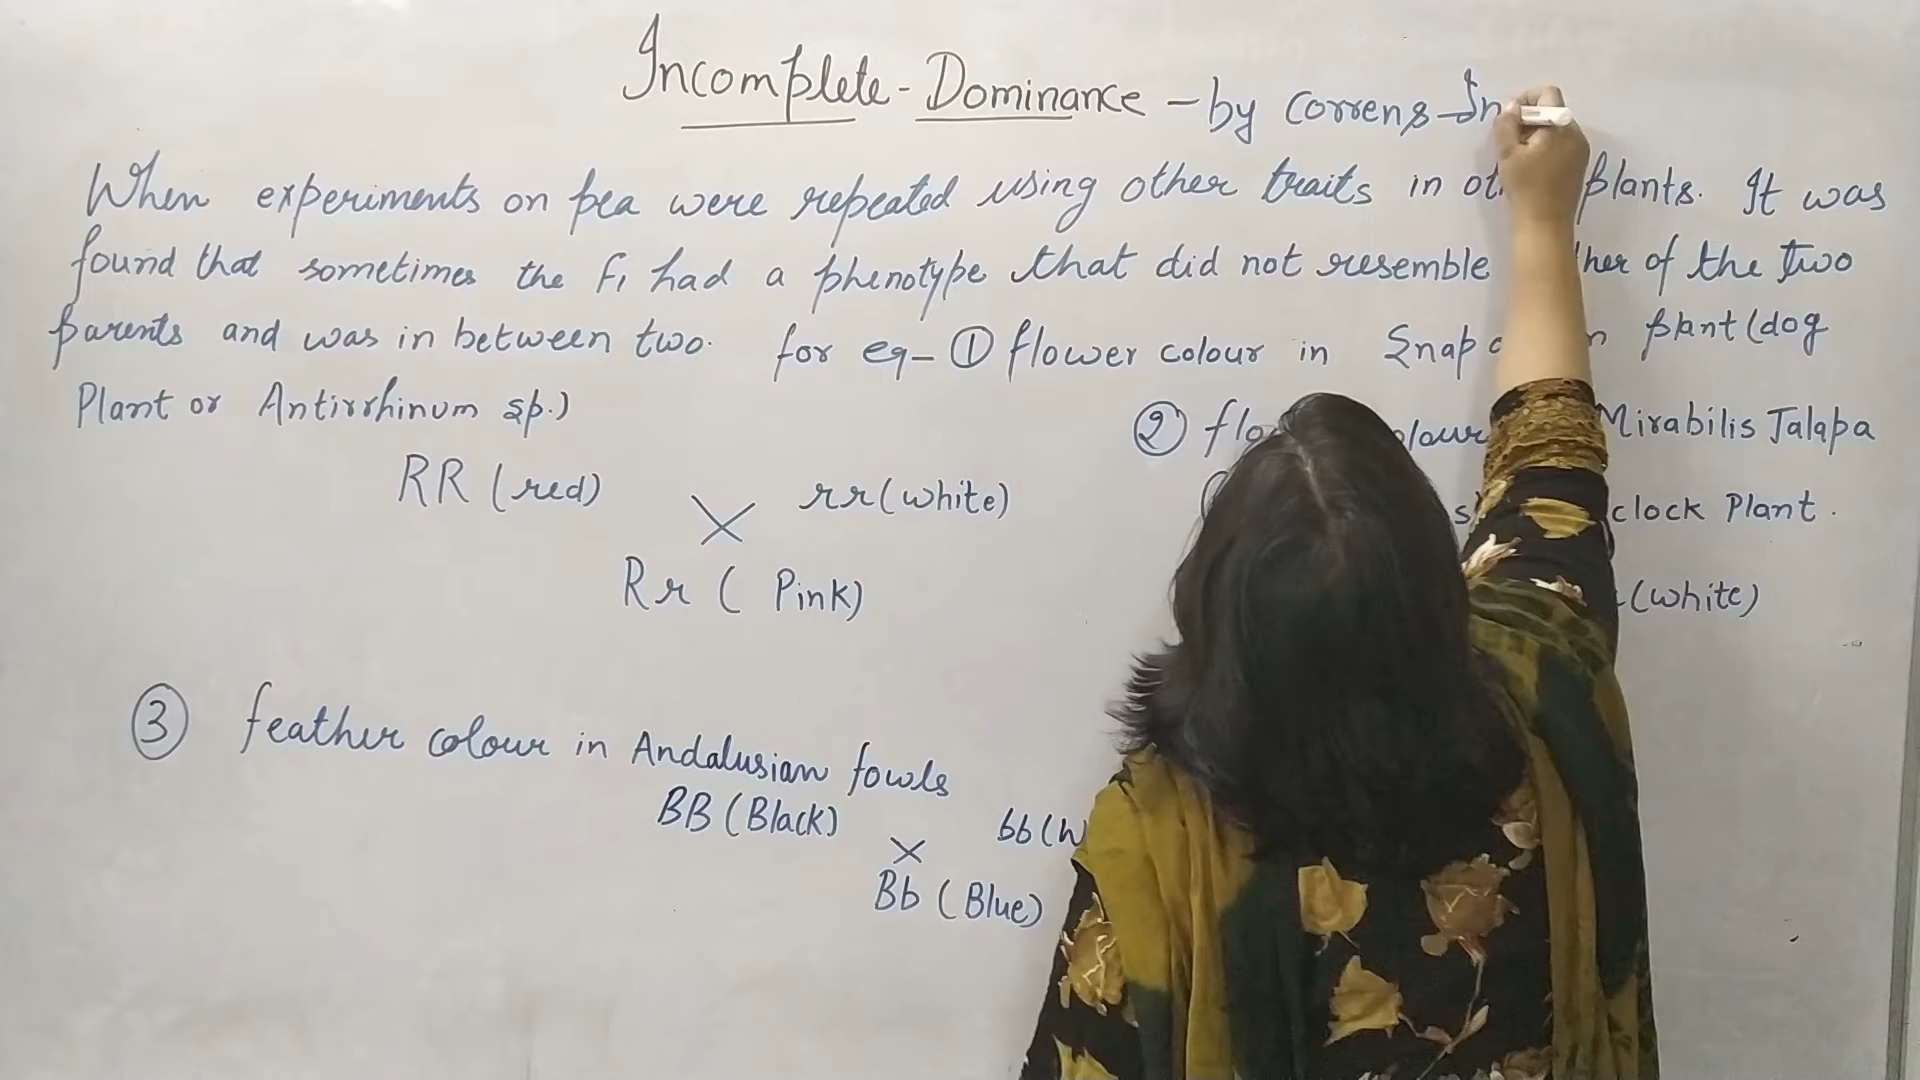 Incomplete - Dominance - by Correns - In
When experiments on pea were repeated using other traits in plants. It was
found that sometimes the F1 had a phenotype that did not resemble of the two
parents and was in between two. for eg- ① flower colour in Snap plant (dog
Plant or Antirrhinum sp.)
② Mirabilis Jalapa
RR (red) × rr (white)
clock Plant.
Rr ( Pink)
(white)
③ feather colour in Andalusian fowls
BB (Black) × bb
Bb (Blue)